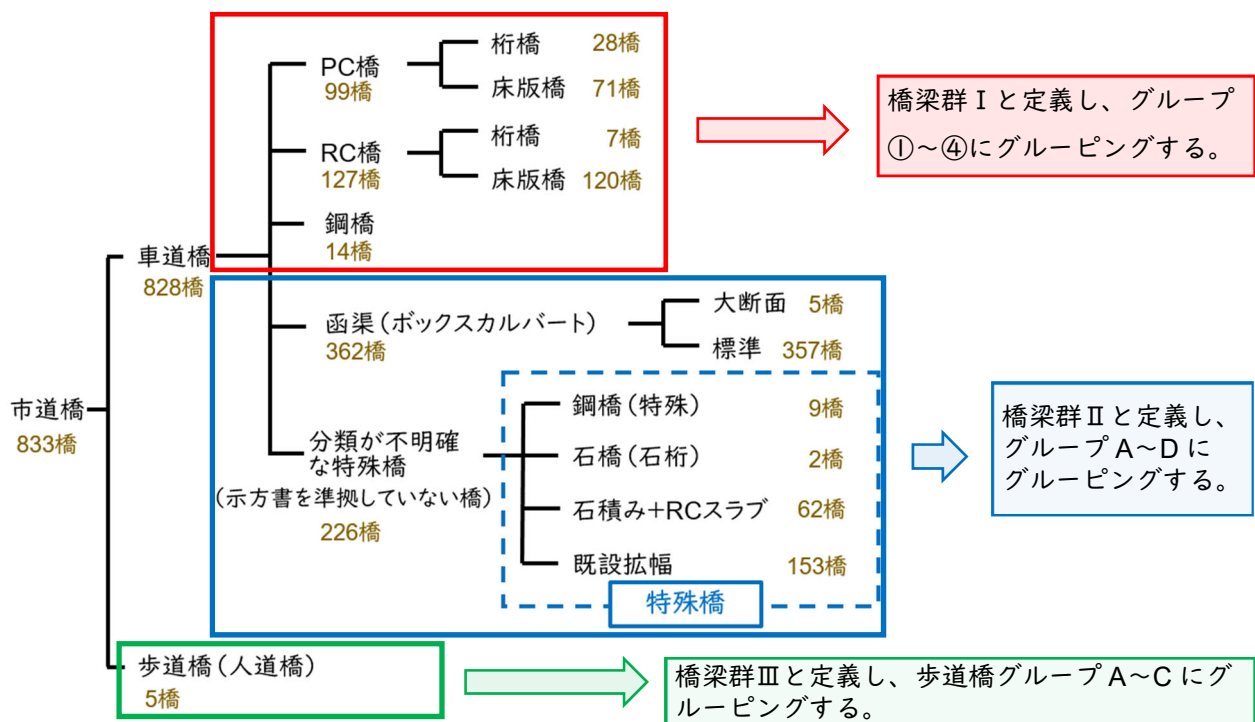 市道橋
833橋
車道橋
828橋
PC橋
99橋
桁橋 28橋
床版橋 71橋
RC橋
127橋
桁橋 7橋
床版橋 120橋
鋼橋
14橋
橋梁群Ⅰと定義し、グループ
①～④にグルーピングする。
函渠(ボックスカルバート)
362橋
大断面 5橋
標準 357橋
分類が不明確
な特殊橋
(示方書を準拠していない橋)
226橋
鋼橋(特殊) 9橋
石橋(石桁) 2橋
石積み+RCスラブ 62橋
既設拡幅 153橋
特殊橋
橋梁群Ⅱと定義し、
グループA～Dに
グルーピングする。
歩道橋(人道橋)
5橋
橋梁群Ⅲと定義し、歩道橋グループA～Cにグ
ルーピングする。